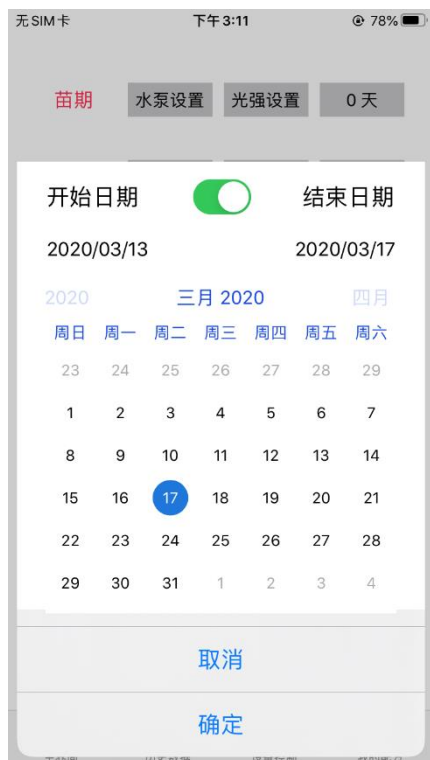 无 SIM 卡 下午 3:11 78%
苗期 水泵设置 光强设置 0 天
开始日期 结束日期
2020/03/13 2020/03/17
2020 三月 2020 四月
周日 周一 周二 周三 周四 周五 周六
23 24 25 26 27 28 29
1 2 3 4 5 6 7
8 9 10 11 12 13 14
15 16 17 18 19 20 21
22 23 24 25 26 27 28
29 30 31 1 2 3 4
取消
确定